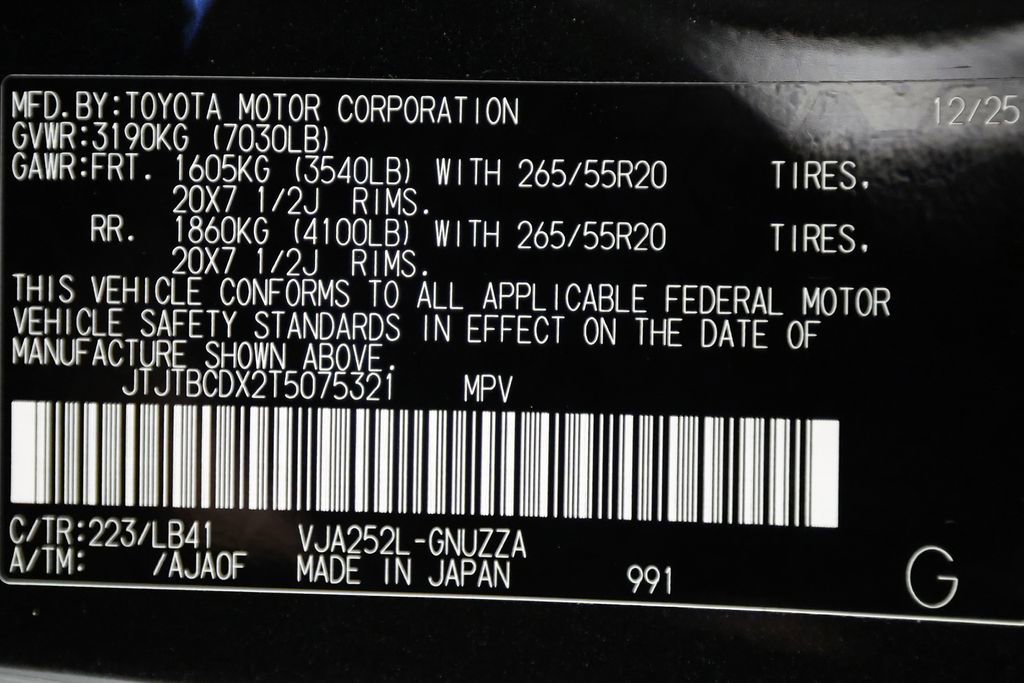 MFD.BY:TOYOTA MOTOR CORPORATION 12/25
GVWR:3190KG (7030LB)
GAWR:FRT. 1605KG (3540LB) WITH 265/55R20 TIRES.
20X7 1/2J RIMS.
RR. 1860KG (4100LB) WITH 265/55R20 TIRES.
20X7 1/2J RIMS.
THIS VEHICLE CONFORMS TO ALL APPLICABLE FEDERAL MOTOR
VEHICLE SAFETY STANDARDS IN EFFECT ON THE DATE OF
MANUFACTURE SHOWN ABOVE.
JTJTBCDX2T5075321 MPV
C/TR:223/LB41 VJA252L-GNUZZA
A/TM: /AJA0F MADE IN JAPAN 991 G